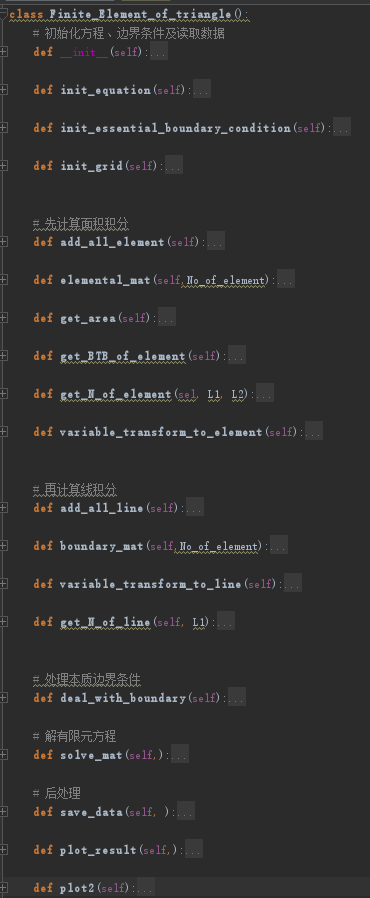 class Finite_Element_of_triangle():
# 初始化方程、边界条件及读取数据
def __init__(self):...
def init_equation(self):...
def init_essential_boundary_condition(self):...
def init_grid(self):...
# 先计算面积积分
def add_all_element(self):...
def elemental_mat(self,No_of_element):...
def get_area(self):...
def get_BTB_of_element(self):...
def get_N_of_element(sel, L1, L2):...
def variable_transform_to_element(self):...
# 再计算线积分
def add_all_line(self):...
def boundary_mat(self,No_of_element):...
def variable_transform_to_line(self):...
def get_N_of_line(self, L1):...
# 处理本质边界条件
def deal_with_boundary(self):...
# 解有限元方程
def solve_mat(self,):...
# 后处理
def save_data(self, ):...
def plot_result(self,):...
def plot2(self):...